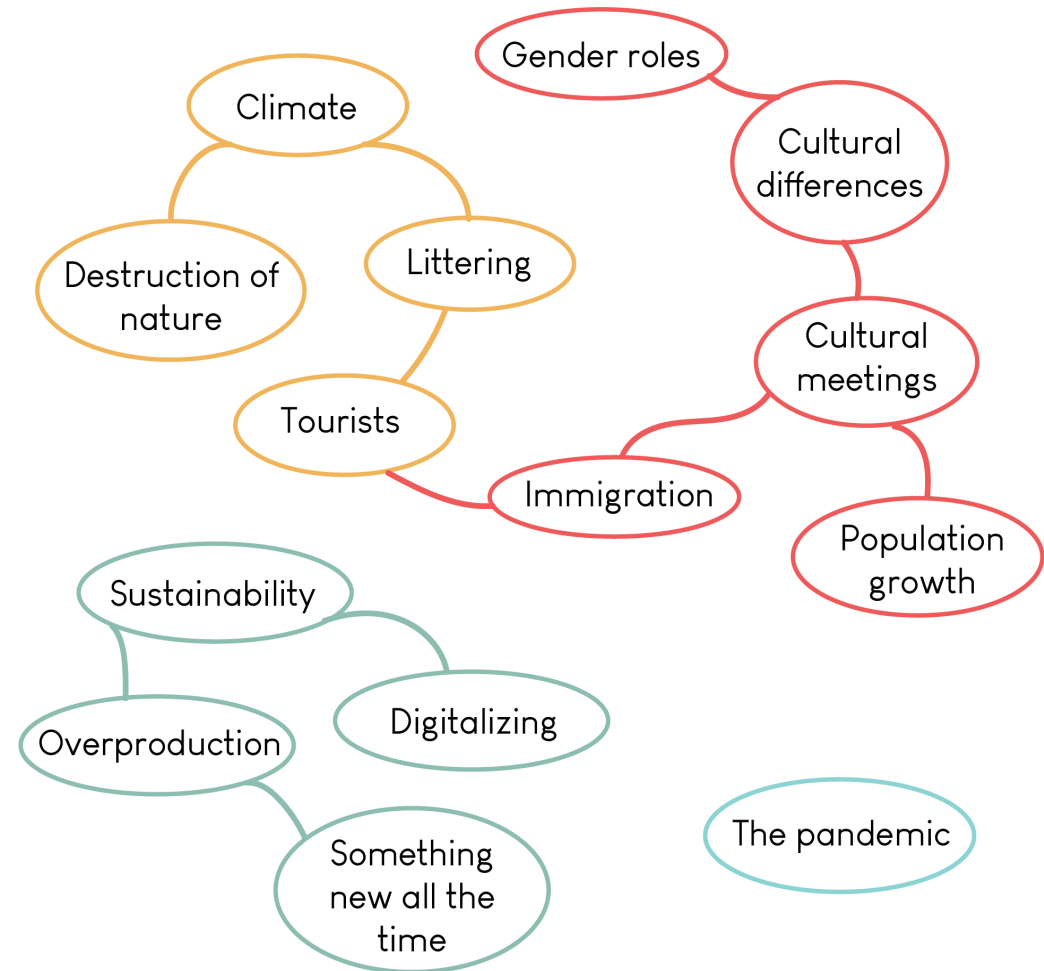 Gender roles
Climate
Cultural
differences
Destruction of
nature
Littering
Cultural
meetings
Tourists
Immigration
Population
growth
Sustainability
Digitalizing
Overproduction
Something
new all the
time
The pandemic